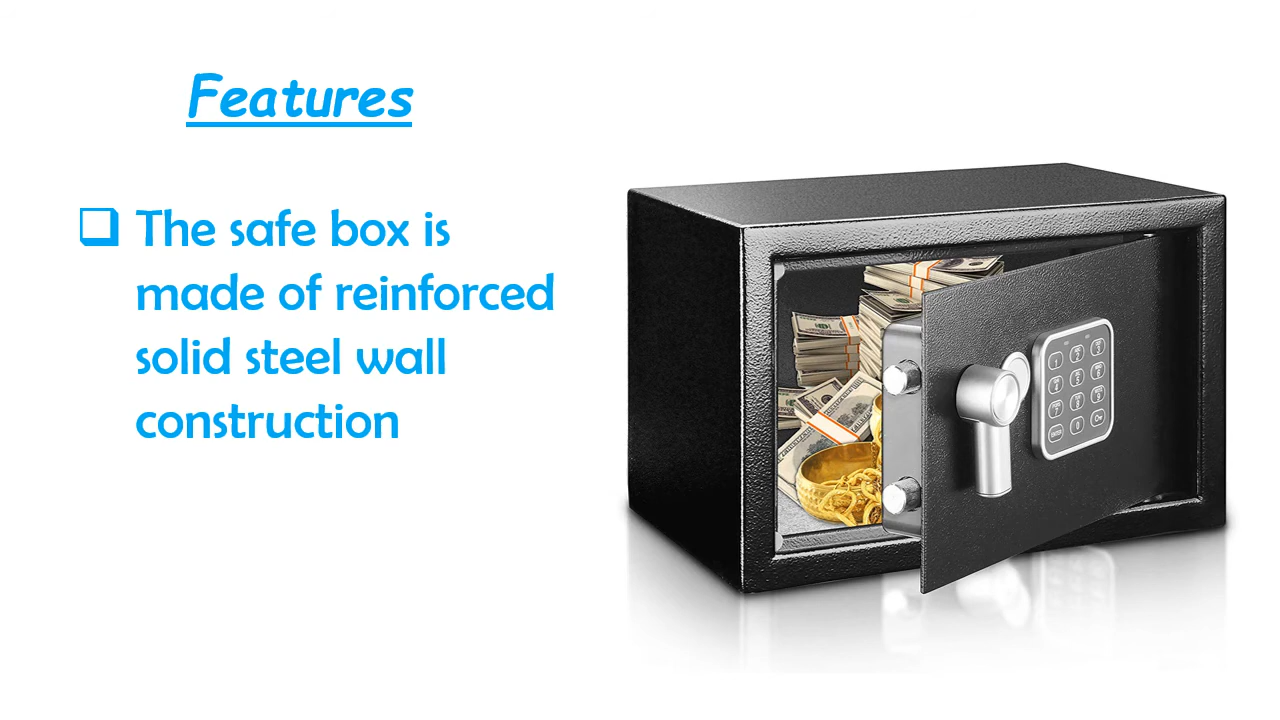 Features
❑ The safe box is
made of reinforced
solid steel wall
construction